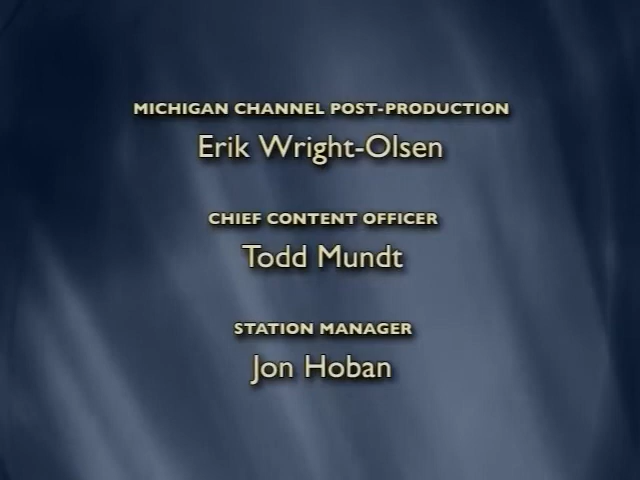 MICHIGAN CHANNEL POST-PRODUCTION
Erik Wright-Olsen
CHIEF CONTENT OFFICER
Todd Mundt
STATION MANAGER
Jon Hoban